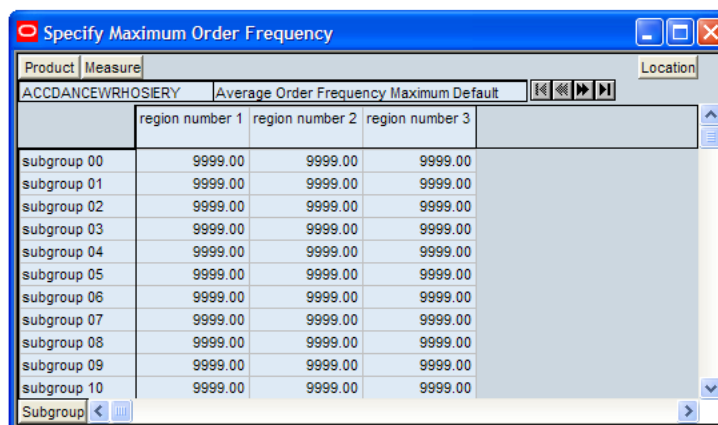 Specify Maximum Order Frequency
Product Measure Location
ACCDANCEWRHOSIERY Average Order Frequency Maximum Default
region number 1 region number 2 region number 3
subgroup 00 9999.00 9999.00 9999.00
subgroup 01 9999.00 9999.00 9999.00
subgroup 02 9999.00 9999.00 9999.00
subgroup 03 9999.00 9999.00 9999.00
subgroup 04 9999.00 9999.00 9999.00
subgroup 05 9999.00 9999.00 9999.00
subgroup 06 9999.00 9999.00 9999.00
subgroup 07 9999.00 9999.00 9999.00
subgroup 08 9999.00 9999.00 9999.00
subgroup 09 9999.00 9999.00 9999.00
subgroup 10 9999.00 9999.00 9999.00
Subgroup